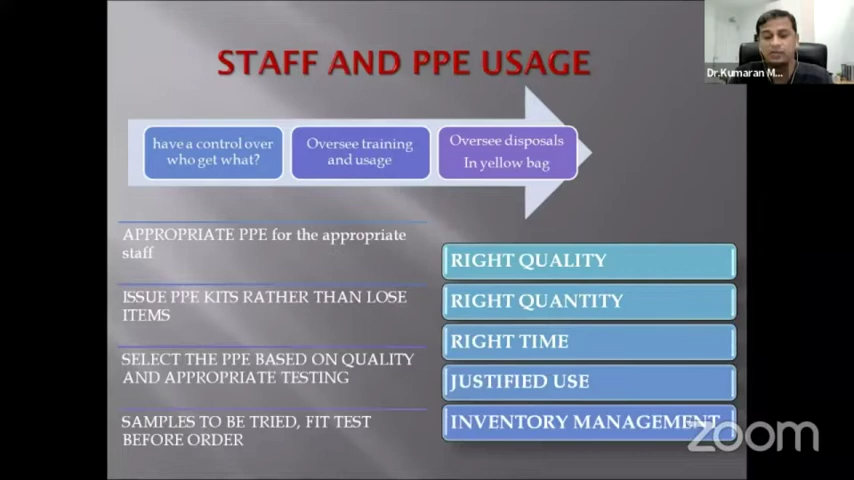 STAFF AND PPE USAGE
Dr.Kumaran M...
have a control over
who get what?
Oversee training
and usage
Oversee disposals
In yellow bag
APPROPRIATE PPE for the appropriate
staff
ISSUE PPE KITS RATHER THAN LOSE
ITEMS
SELECT THE PPE BASED ON QUALITY
AND APPROPRIATE TESTING
SAMPLES TO BE TRIED, FIT TEST
BEFORE ORDER
RIGHT QUALITY
RIGHT QUANTITY
RIGHT TIME
JUSTIFIED USE
INVENTORY MANAGEMENT
zoom